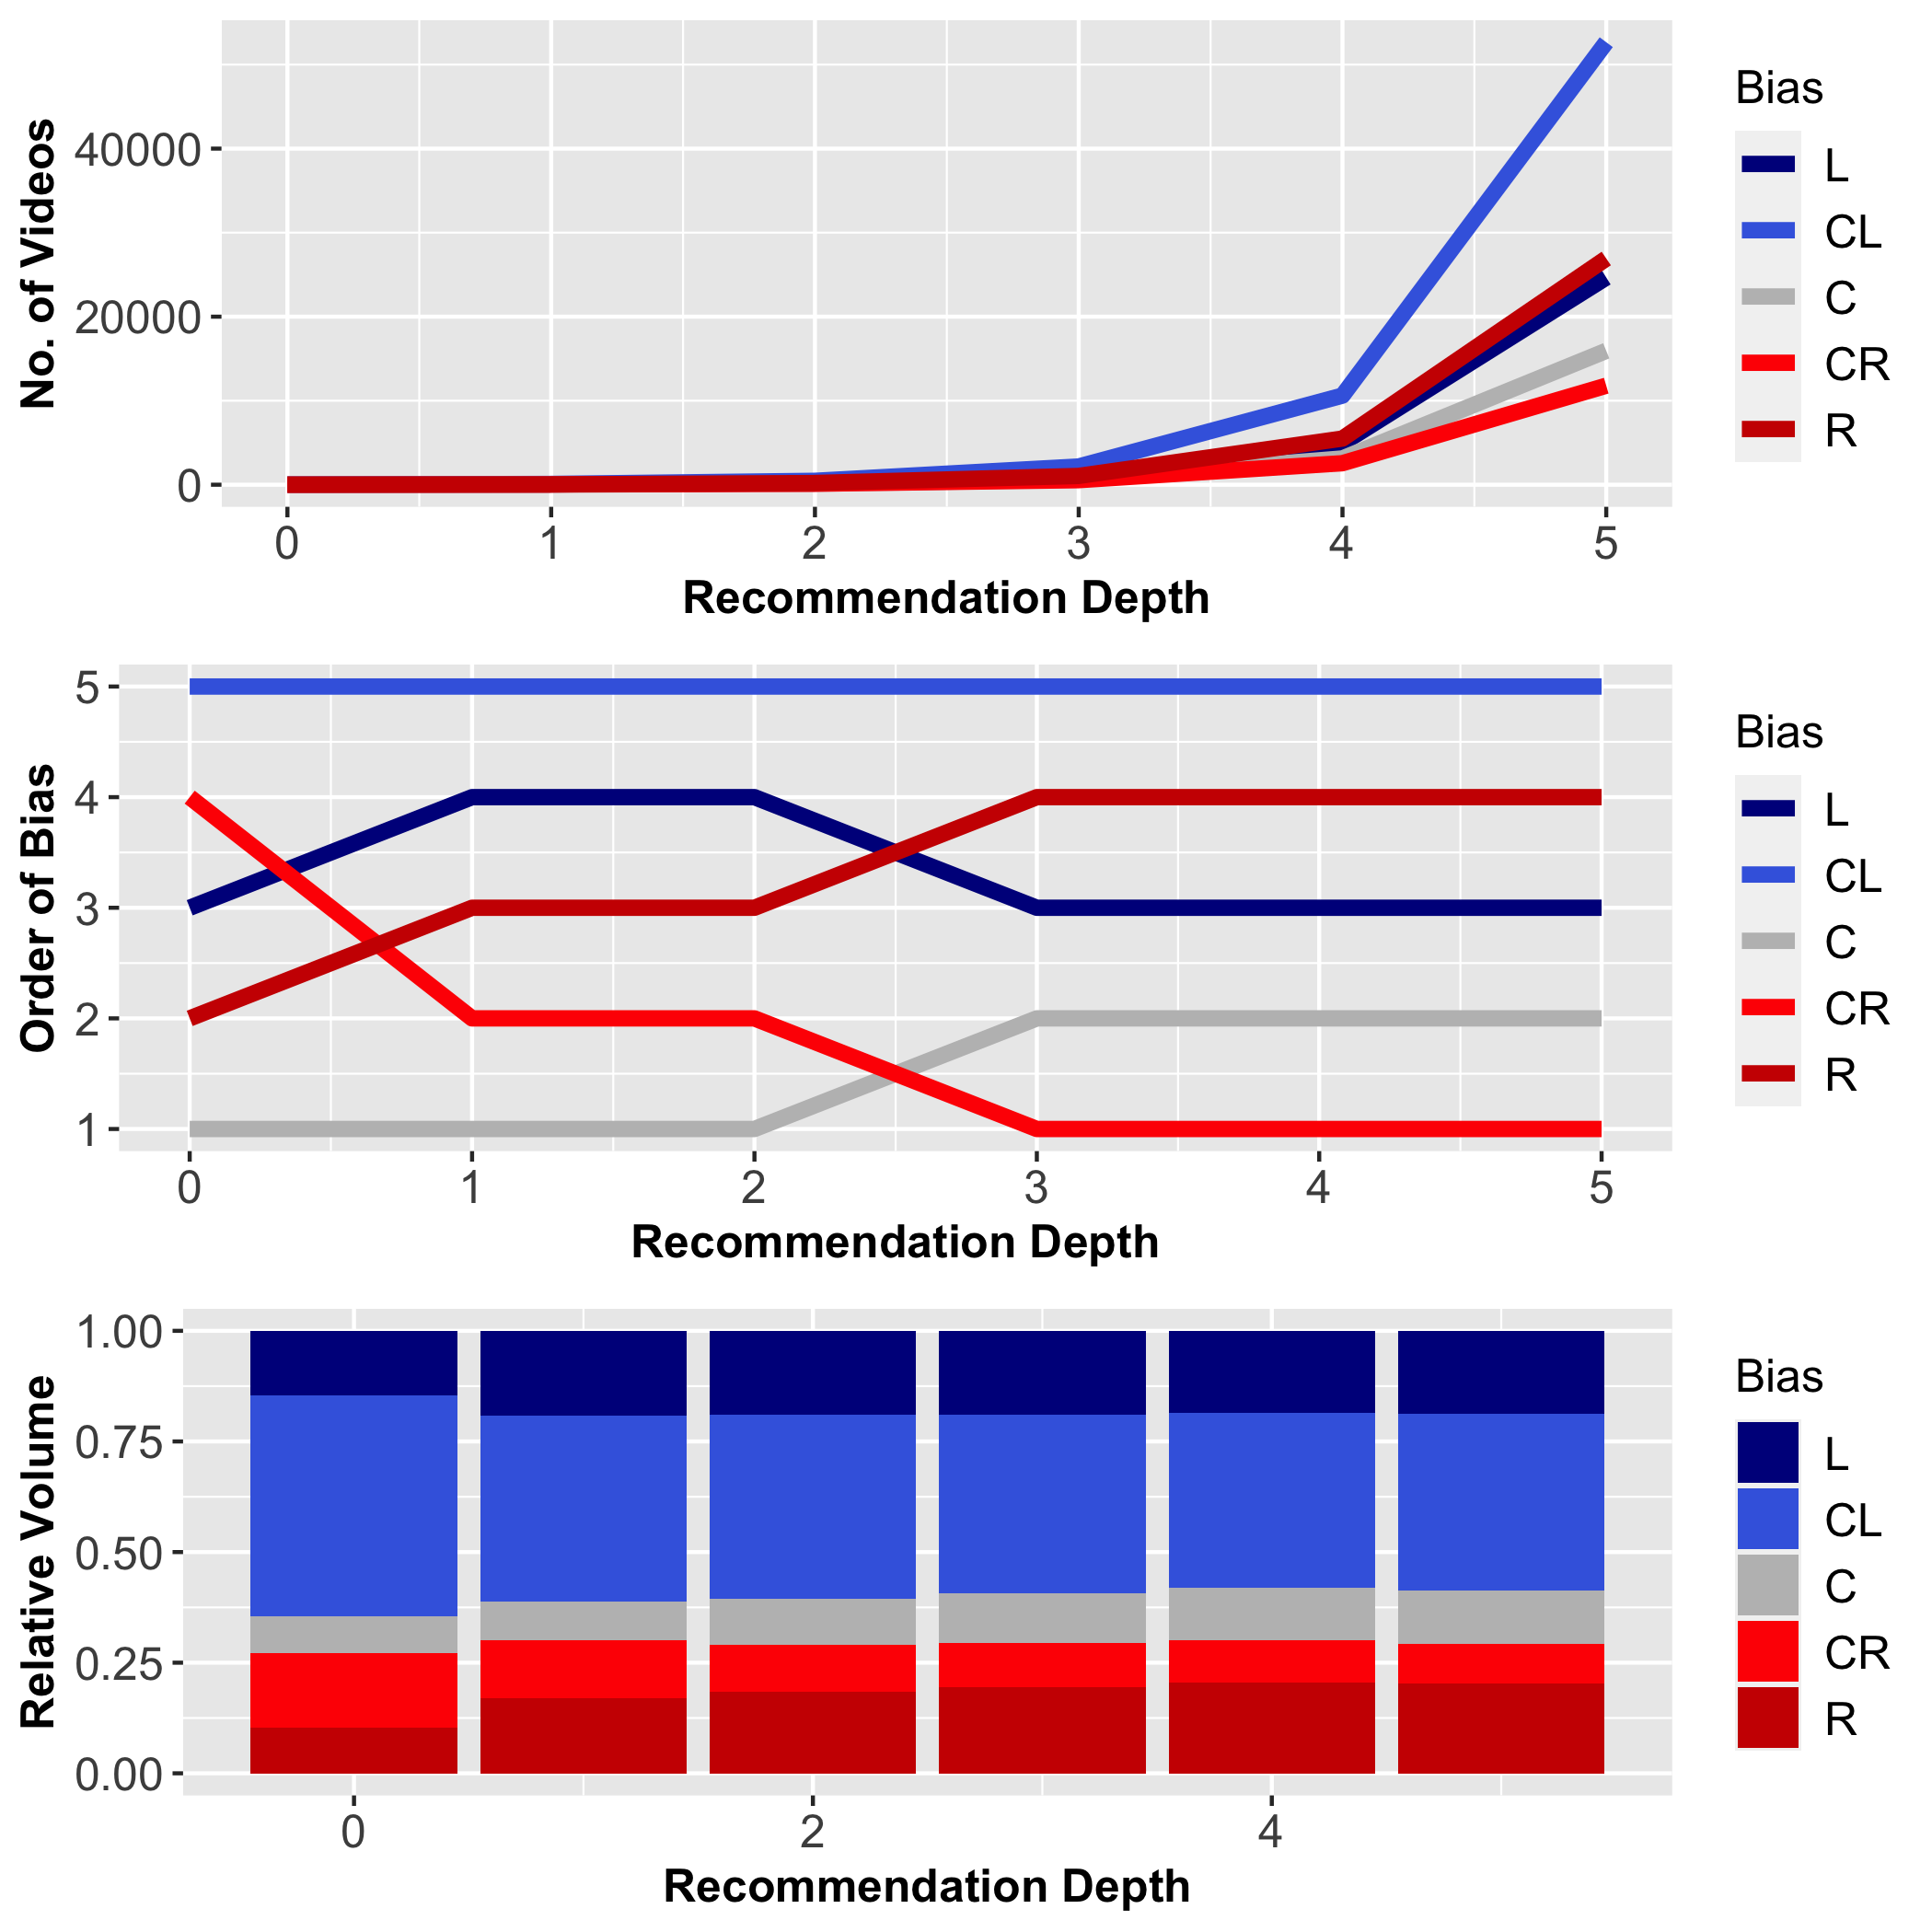 No. of Videos
40000
20000
0
0 1 2 3 4 5
Recommendation Depth
Bias
L
CL
C
CR
R
Order of Bias
5
4
3
2
1
0 1 2 3 4 5
Recommendation Depth
Bias
L
CL
C
CR
R
Relative Volume
1.00
0.75
0.50
0.25
0.00
0 2 4
Recommendation Depth
Bias
L
CL
C
CR
R